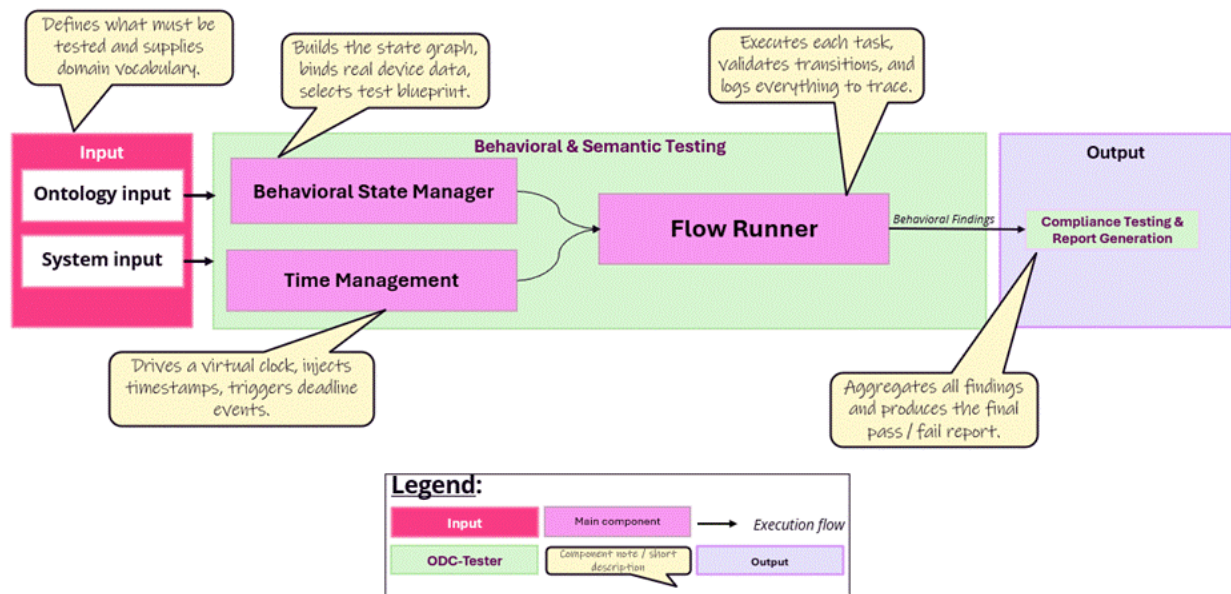 Defines what must be
tested and supplies
domain vocabulary.
Builds the state graph,
binds real device data,
selects test blueprint.
Executes each task,
validates transitions, and
logs everything to trace.
Input
Ontology input
System input
Behavioral & Semantic Testing
Behavioral State Manager
Time Management
Flow Runner
Behavioral Findings
Output
Compliance Testing &
Report Generation
Drives a virtual clock, injects
timestamps, triggers deadline
events.
Aggregates all findings
and produces the final
pass / fail report.
Legend:
Input
Main component
Execution flow
ODC-Tester
Component note / short
description
Output